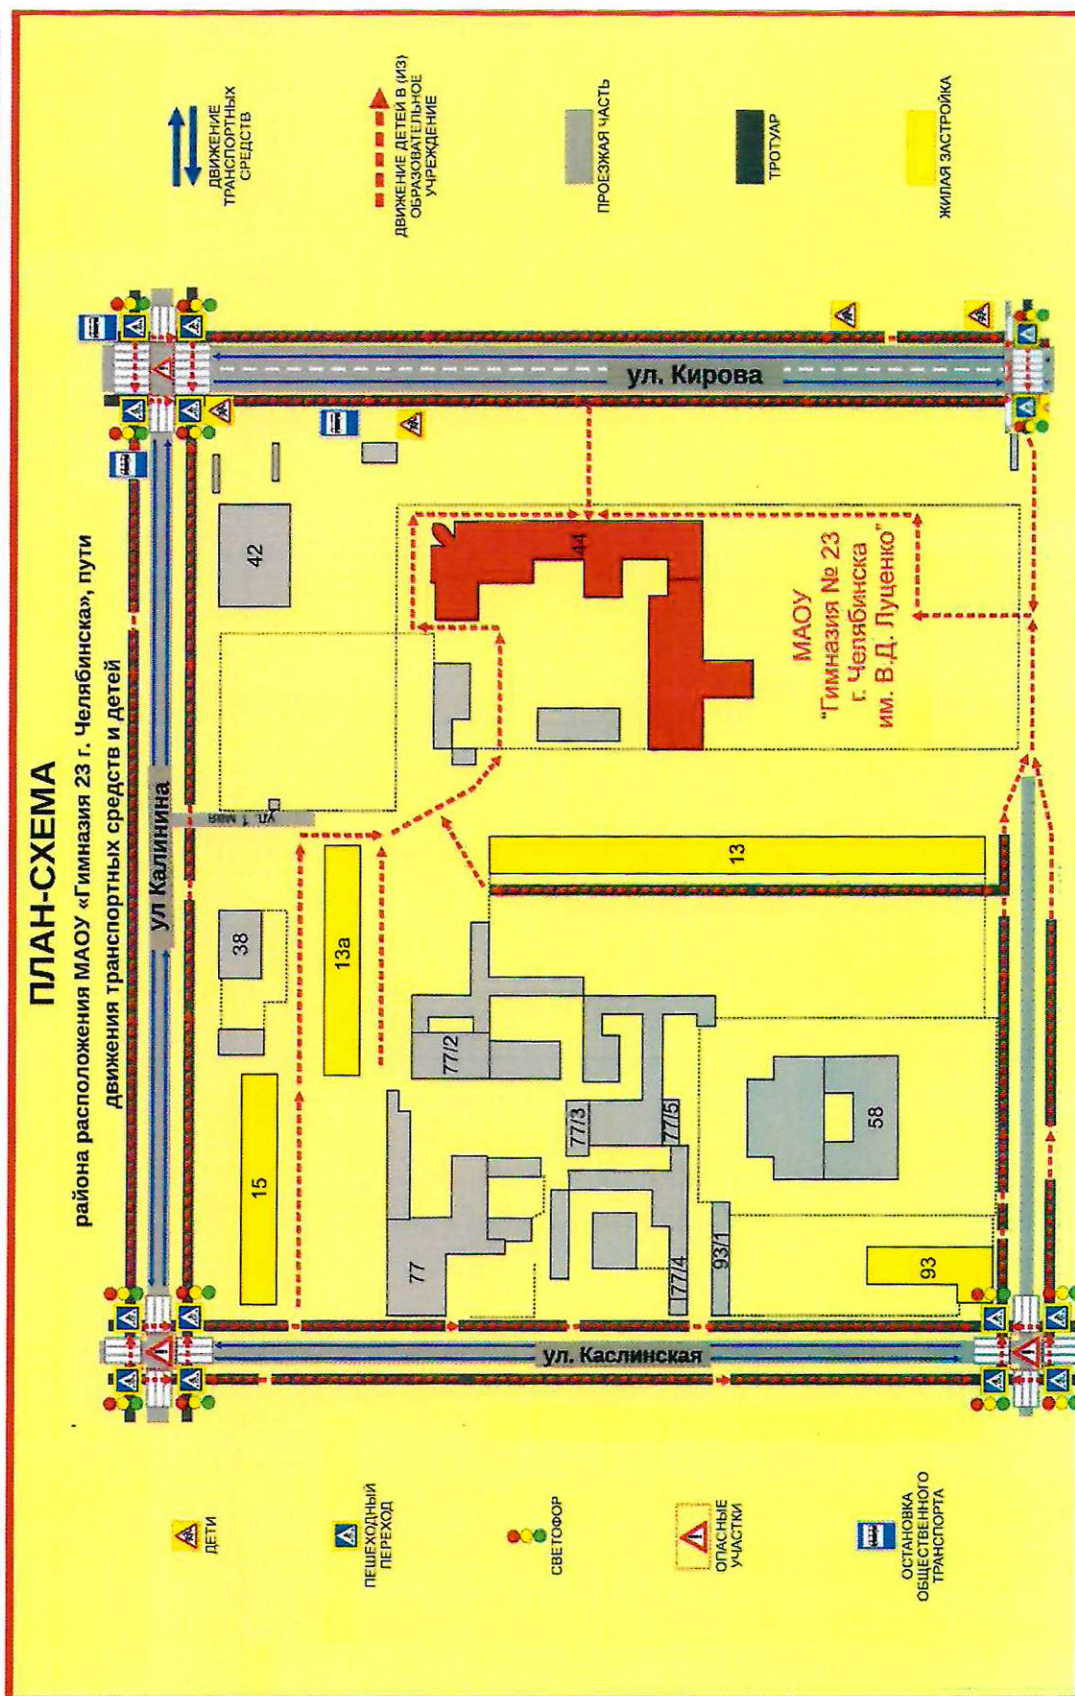 ПЛАН-СХЕМА
района расположения МАОУ «Гимназия 23 г. Челябинска», пути
движения транспортных средств и детей
ул Калинина
ул. 1 мая
15
38
13а
42
77
77/2
77/3
77/5
77/4
93/1
93
58
13
44
МАОУ
"Гимназия № 23
г. Челябинска
им. В.Д. Луценко"
ул. Каслинская
ул. Кирова
ДЕТИ
ПЕШЕХОДНЫЙ
ПЕРЕХОД
СВЕТОФОР
ОПАСНЫЕ
УЧАСТКИ
ОСТАНОВКА
ОБЩЕСТВЕННОГО
ТРАНСПОРТА
ДВИЖЕНИЕ
ТРАНСПОРТНЫХ
СРЕДСТВ
ДВИЖЕНИЕ ДЕТЕЙ В (ИЗ)
ОБРАЗОВАТЕЛЬНОЕ
УЧРЕЖДЕНИЕ
ПРОЕЗЖАЯ ЧАСТЬ
ТРОТУАР
ЖИЛАЯ ЗАСТРОЙКА